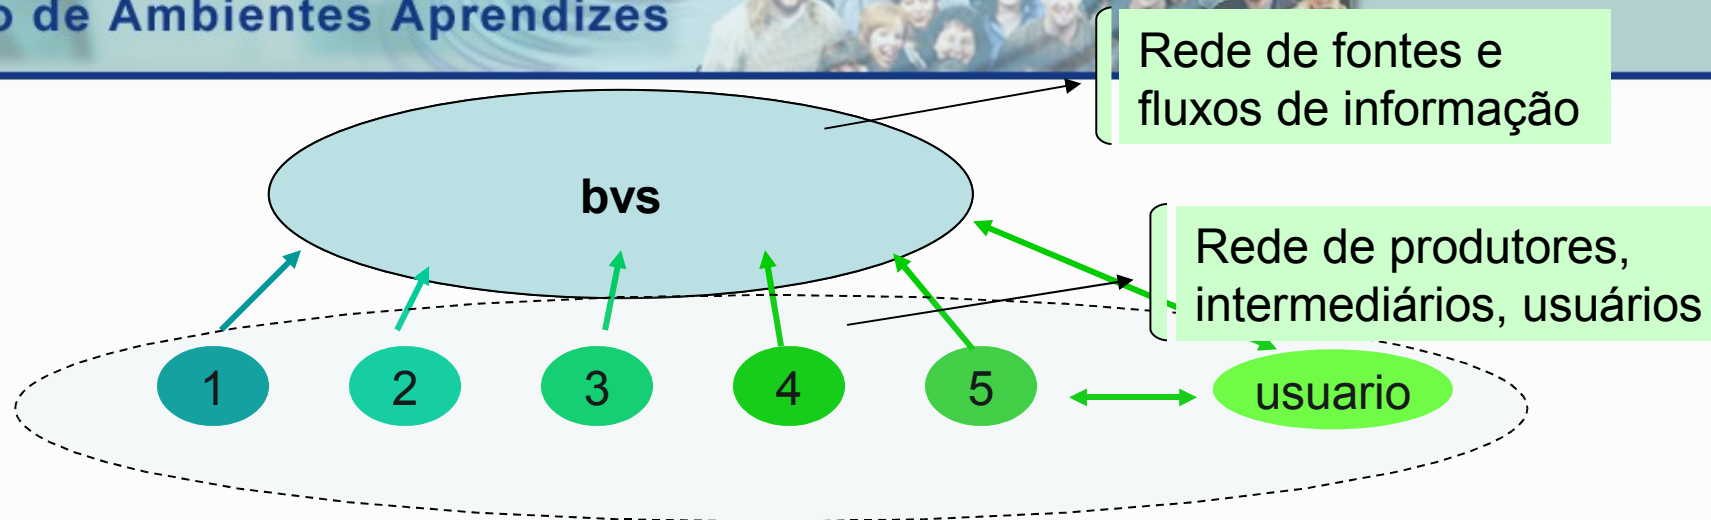 o de Ambientes Aprendizes
Rede de fontes e
fluxos de informação
bvs
Rede de produtores,
intermediários, usuários
1
2
3
4
5
usuario